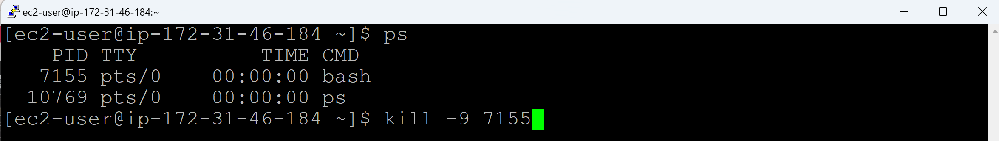 ec2-user@ip-172-31-46-184:~
[ec2-user@ip-172-31-46-184 ~]$ ps
    PID TTY          TIME CMD
   7155 pts/0    00:00:00 bash
  10769 pts/0    00:00:00 ps
[ec2-user@ip-172-31-46-184 ~]$ kill -9 7155